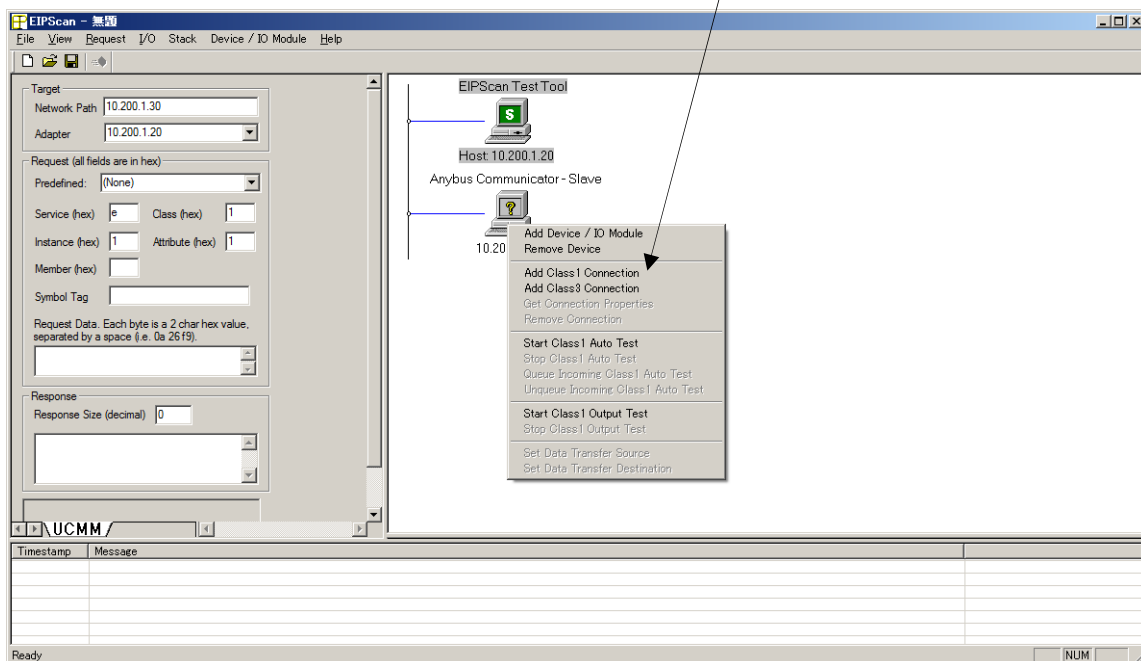 EIPScan - 無題
File View Request I/O Stack Device / IO Module Help
Target
Network Path 10.200.1.30
Adapter 10.200.1.20
Request (all fields are in hex)
Predefined: (None)
Service (hex) e Class (hex) 1
Instance (hex) 1 Attribute (hex) 1
Member (hex)
Symbol Tag
Request Data. Each byte is a 2 char hex value,
separated by a space (i.e. 0a 26 f9).
Response
Response Size (decimal) 0
UCMM
EIPScan Test Tool
S
Host: 10.200.1.20
Anybus Communicator - Slave
?
10.20
Add Device / IO Module
Remove Device
Add Class1 Connection
Add Class3 Connection
Get Connection Properties
Remove Connection
Start Class1 Auto Test
Stop Class1 Auto Test
Queue Incoming Class1 Auto Test
Unqueue Incoming Class1 Auto Test
Start Class1 Output Test
Stop Class1 Output Test
Set Data Transfer Source
Set Data Transfer Destination
Timestamp Message
Ready NUM